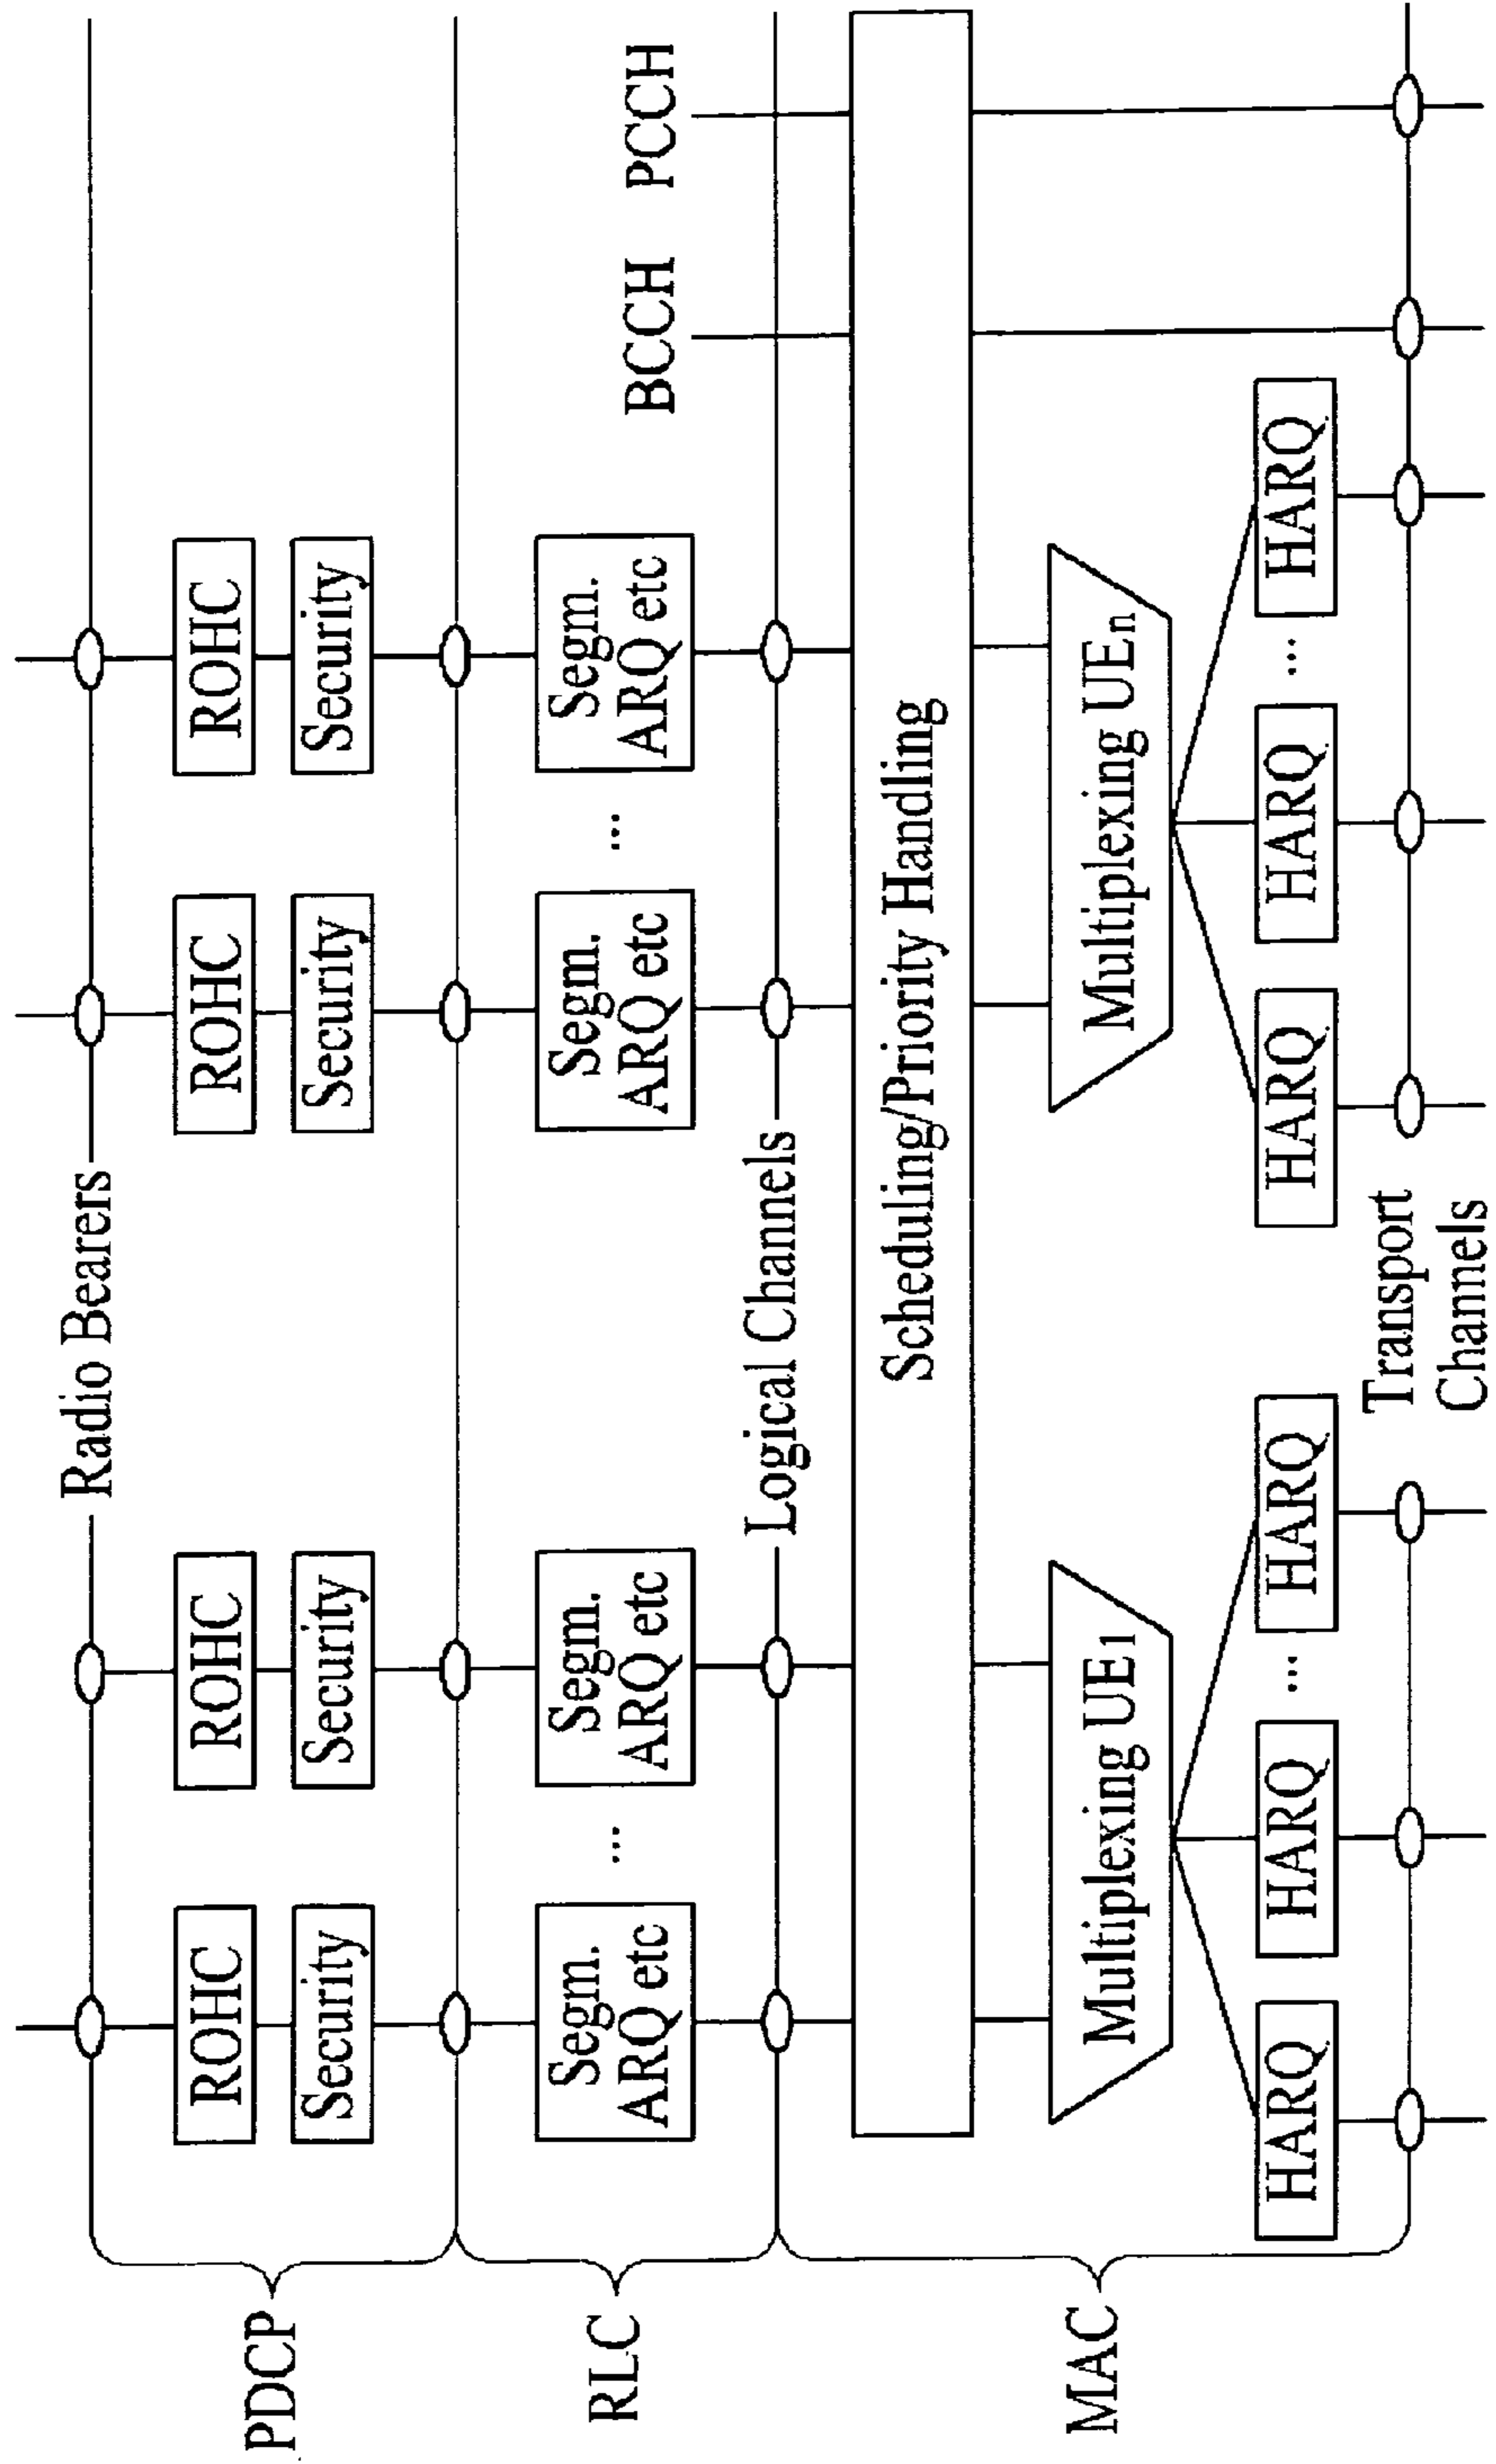 Radio Bearers
PDCP
ROHC
ROHC
ROHC
ROHC
Security
Security
Security
Security
RLC
Segm.
ARQ etc
...
Segm.
ARQ etc
Segm.
ARQ etc
...
Segm.
ARQ etc
BCCH
PCCH
Logical Channels
MAC
Scheduling/Priority Handling
Multiplexing UE1
Multiplexing UEn
HARQ
HARQ
...
HARQ
HARQ
HARQ
...
HARQ
Transport
Channels